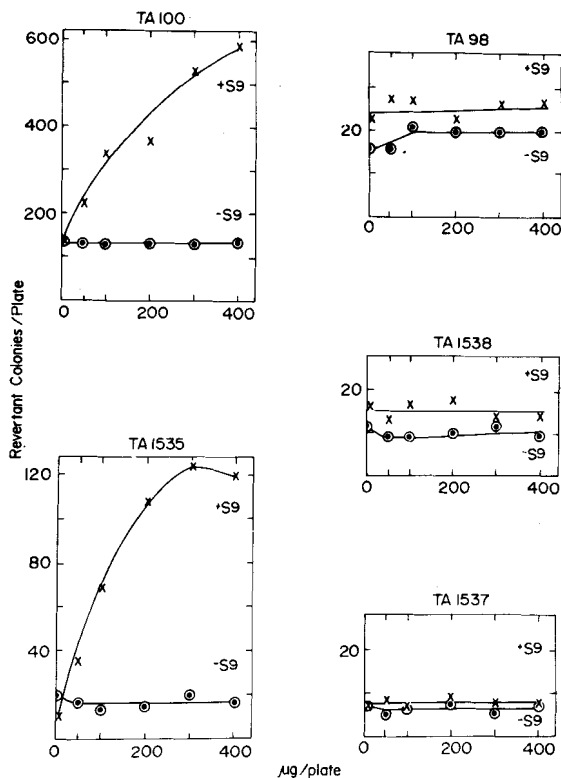 TA 100
600
+S9
400
-S9
200
0 200 400
TA 98
+S9
20
-S9
0 200 400
TA 1538
20
+S9
-S9
0 200 400
Revertant Colonies/Plate
TA 1535
120
+S9
80
40
-S9
0 200 400
TA 1537
20
+S9
-S9
0 200 400
µg/plate